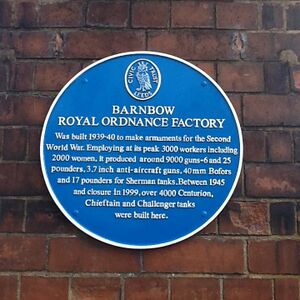 CIVIC TRUST
LEEDS
BARNBOW
ROYAL ORDNANCE FACTORY
Was built 1939-40 to make armaments for the Second
World War. Employing at its peak 3000 workers including
2000 women, it produced around 9000 guns-6 and 25
pounders, 3.7 inch anti-aircraft guns, 40mm Bofors
and 17 pounders for Sherman tanks. Between 1945
and closure in 1999, over 4000 Centurion,
Chieftain and Challenger tanks
were built here.